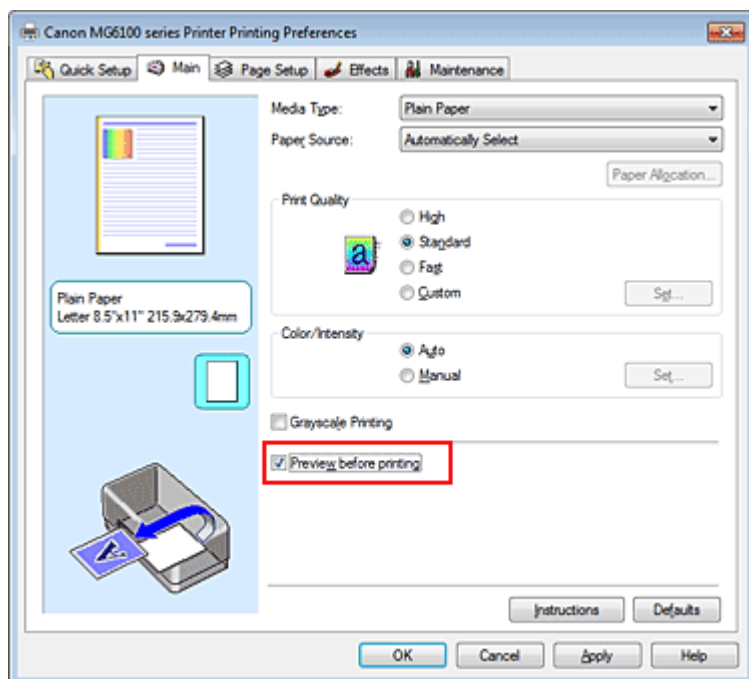 Canon MG6100 series Printer Printing Preferences
Quick Setup Main Page Setup Effects Maintenance
Media Type: Plain Paper
Paper Source: Automatically Select
Paper Allocation...
Print Quality
High
a Standard
Fast
Custom Set...
Plain Paper
Letter 8.5"x11" 215.9x279.4mm
Color/Intensity
Auto
Manual Set...
Grayscale Printing
Preview before printing
A
Instructions Defaults
OK Cancel Apply Help